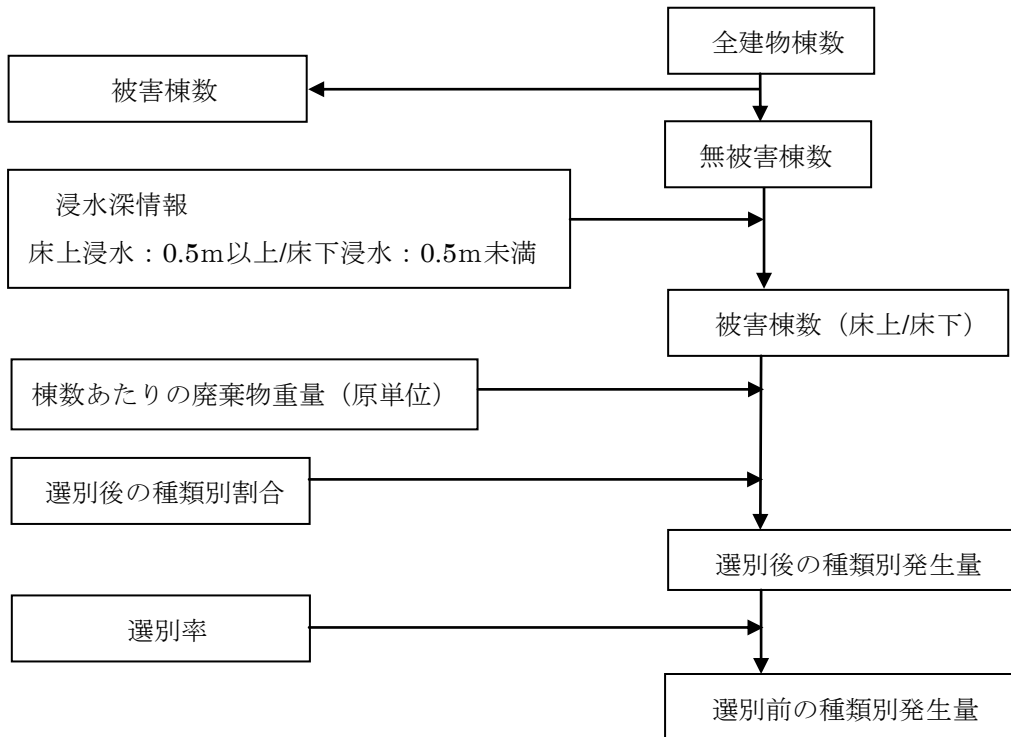 全建物棟数
被害棟数
無被害棟数
浸水深情報
床上浸水：0.5ｍ以上/床下浸水：0.5ｍ未満
被害棟数（床上/床下）
棟数あたりの廃棄物重量（原単位）
選別後の種類別割合
選別後の種類別発生量
選別率
選別前の種類別発生量